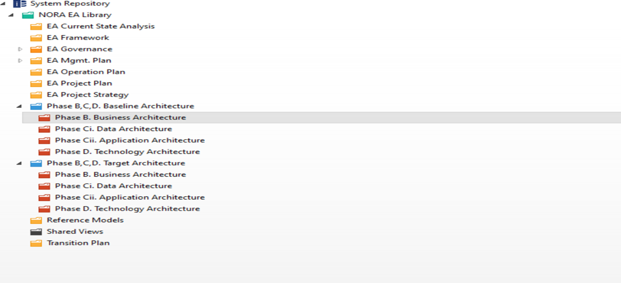 System Repository
NORA EA Library
EA Current State Analysis
EA Framework
EA Governance
EA Mgmt. Plan
EA Operation Plan
EA Project Plan
EA Project Strategy
Phase B,C,D. Baseline Architecture
Phase B. Business Architecture
Phase Ci. Data Architecture
Phase Cii. Application Architecture
Phase D. Technology Architecture
Phase B,C,D. Target Architecture
Phase B. Business Architecture
Phase Ci. Data Architecture
Phase Cii. Application Architecture
Phase D. Technology Architecture
Reference Models
Shared Views
Transition Plan